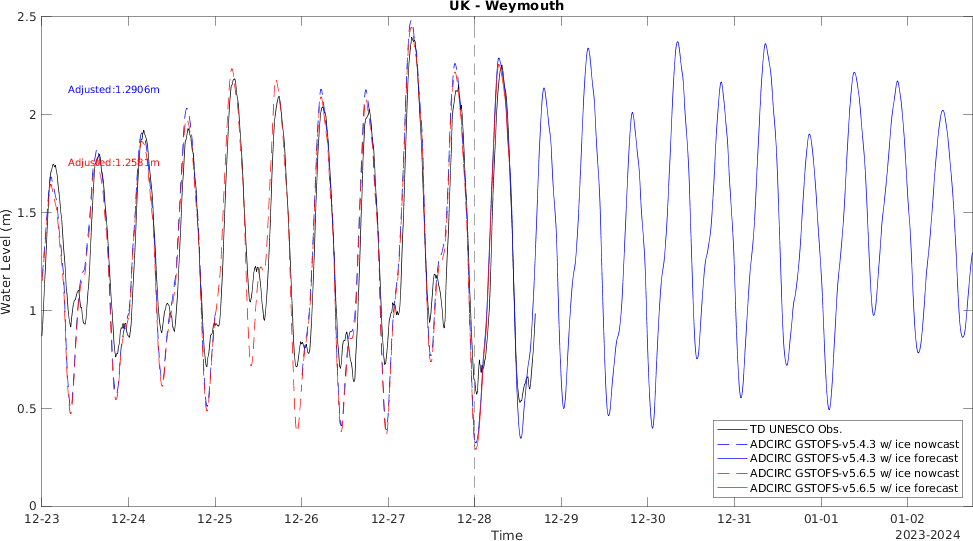 UK - Weymouth
2.5
2
1.5
1
0.5
0
Water Level (m)
Adjusted:1.2906m
Adjusted:1.2581m
TD UNESCO Obs.
ADCIRC GSTOFS-v5.4.3 w/ ice nowcast
ADCIRC GSTOFS-v5.4.3 w/ ice forecast
ADCIRC GSTOFS-v5.6.5 w/ ice nowcast
ADCIRC GSTOFS-v5.6.5 w/ ice forecast
12-23 12-24 12-25 12-26 12-27 12-28 12-29 12-30 12-31 01-01 01-02
Time
2023-2024